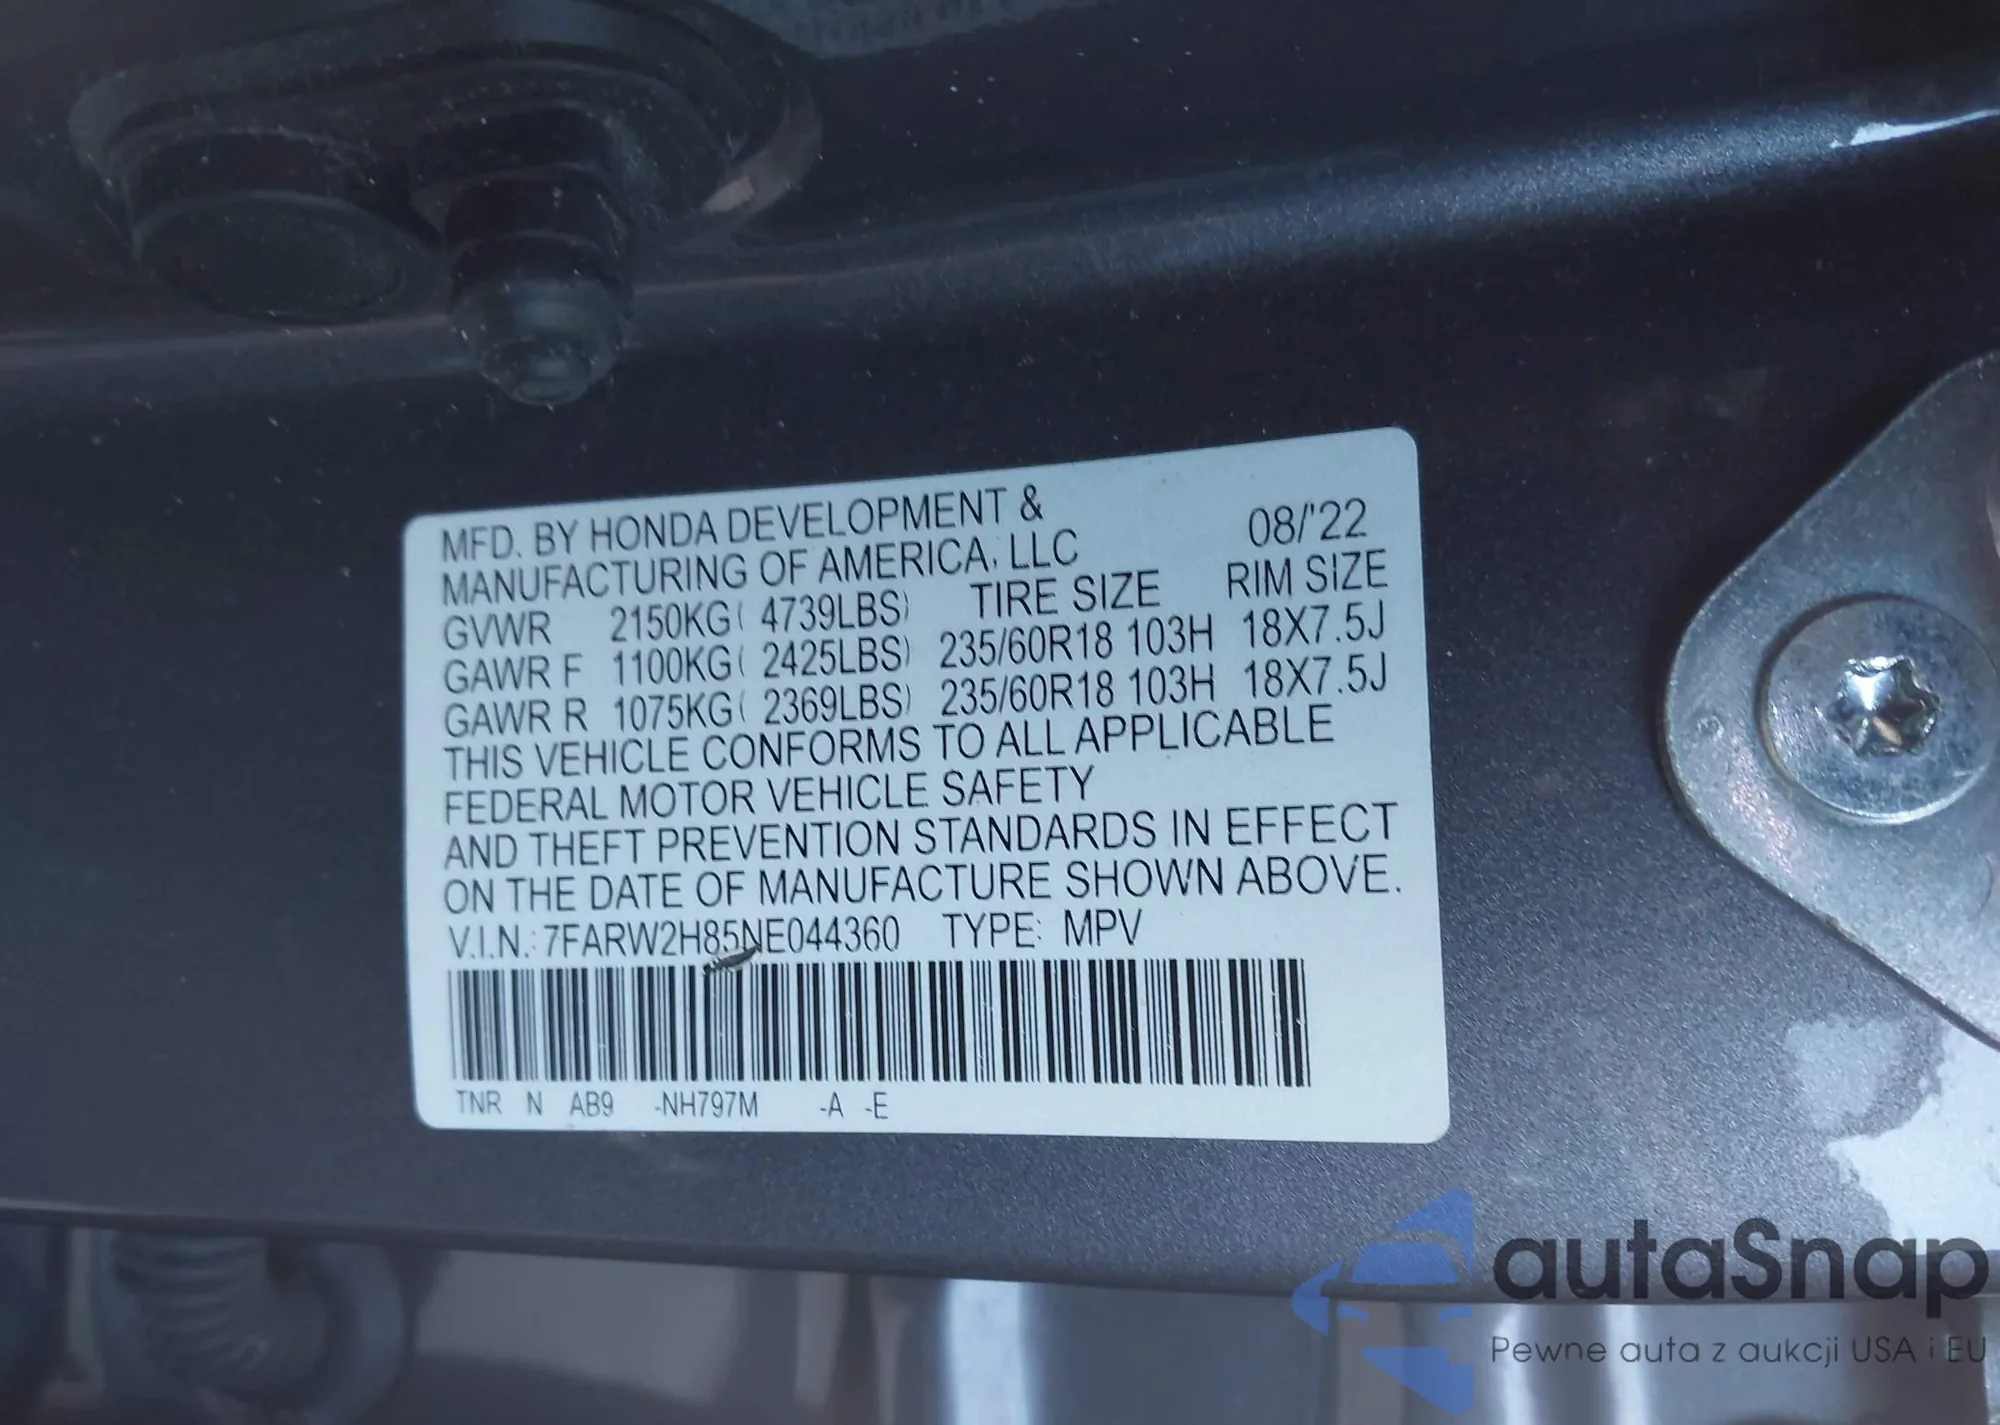 MFD. BY HONDA DEVELOPMENT &
MANUFACTURING OF AMERICA, LLC 08/'22
GVWR 2150KG( 4739LBS) TIRE SIZE RIM SIZE
GAWR F 1100KG( 2425LBS) 235/60R18 103H 18X7.5J
GAWR R 1075KG( 2369LBS) 235/60R18 103H 18X7.5J
THIS VEHICLE CONFORMS TO ALL APPLICABLE
FEDERAL MOTOR VEHICLE SAFETY
AND THEFT PREVENTION STANDARDS IN EFFECT
ON THE DATE OF MANUFACTURE SHOWN ABOVE.
V.I.N.: 7FARW2H85NE044360 TYPE: MPV
TNR N AB9 -NH797M -A -E
autaSnap
Pewne auta z aukcji USA i EU